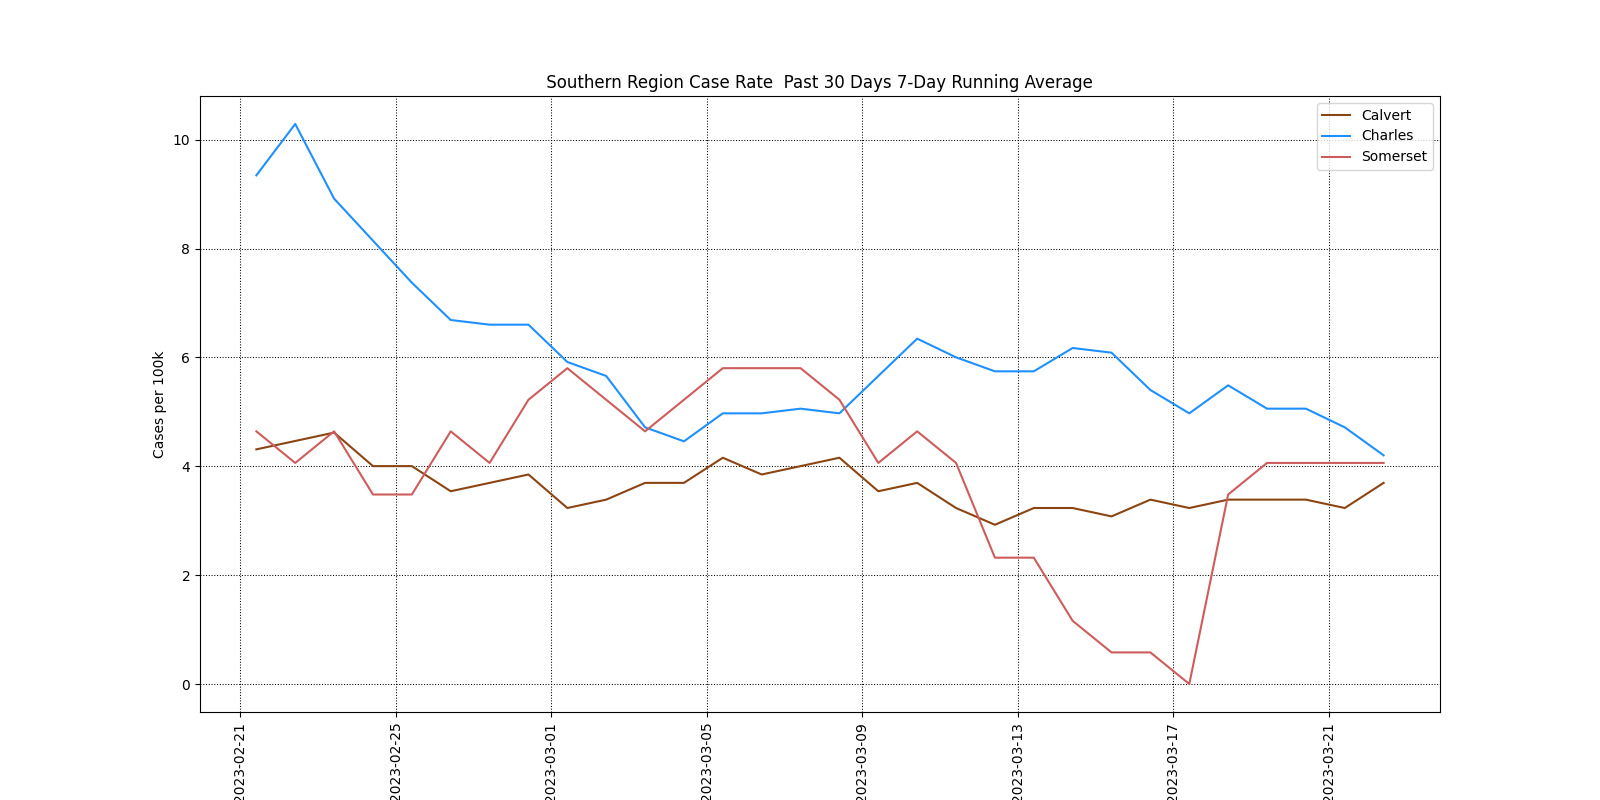 Southern Region Case Rate  Past 30 Days 7-Day Running Average
Calvert
Charles
Somerset
Cases per 100k
10
8
6
4
2
0
2023-02-21
2023-02-25
2023-03-01
2023-03-05
2023-03-09
2023-03-13
2023-03-17
2023-03-21